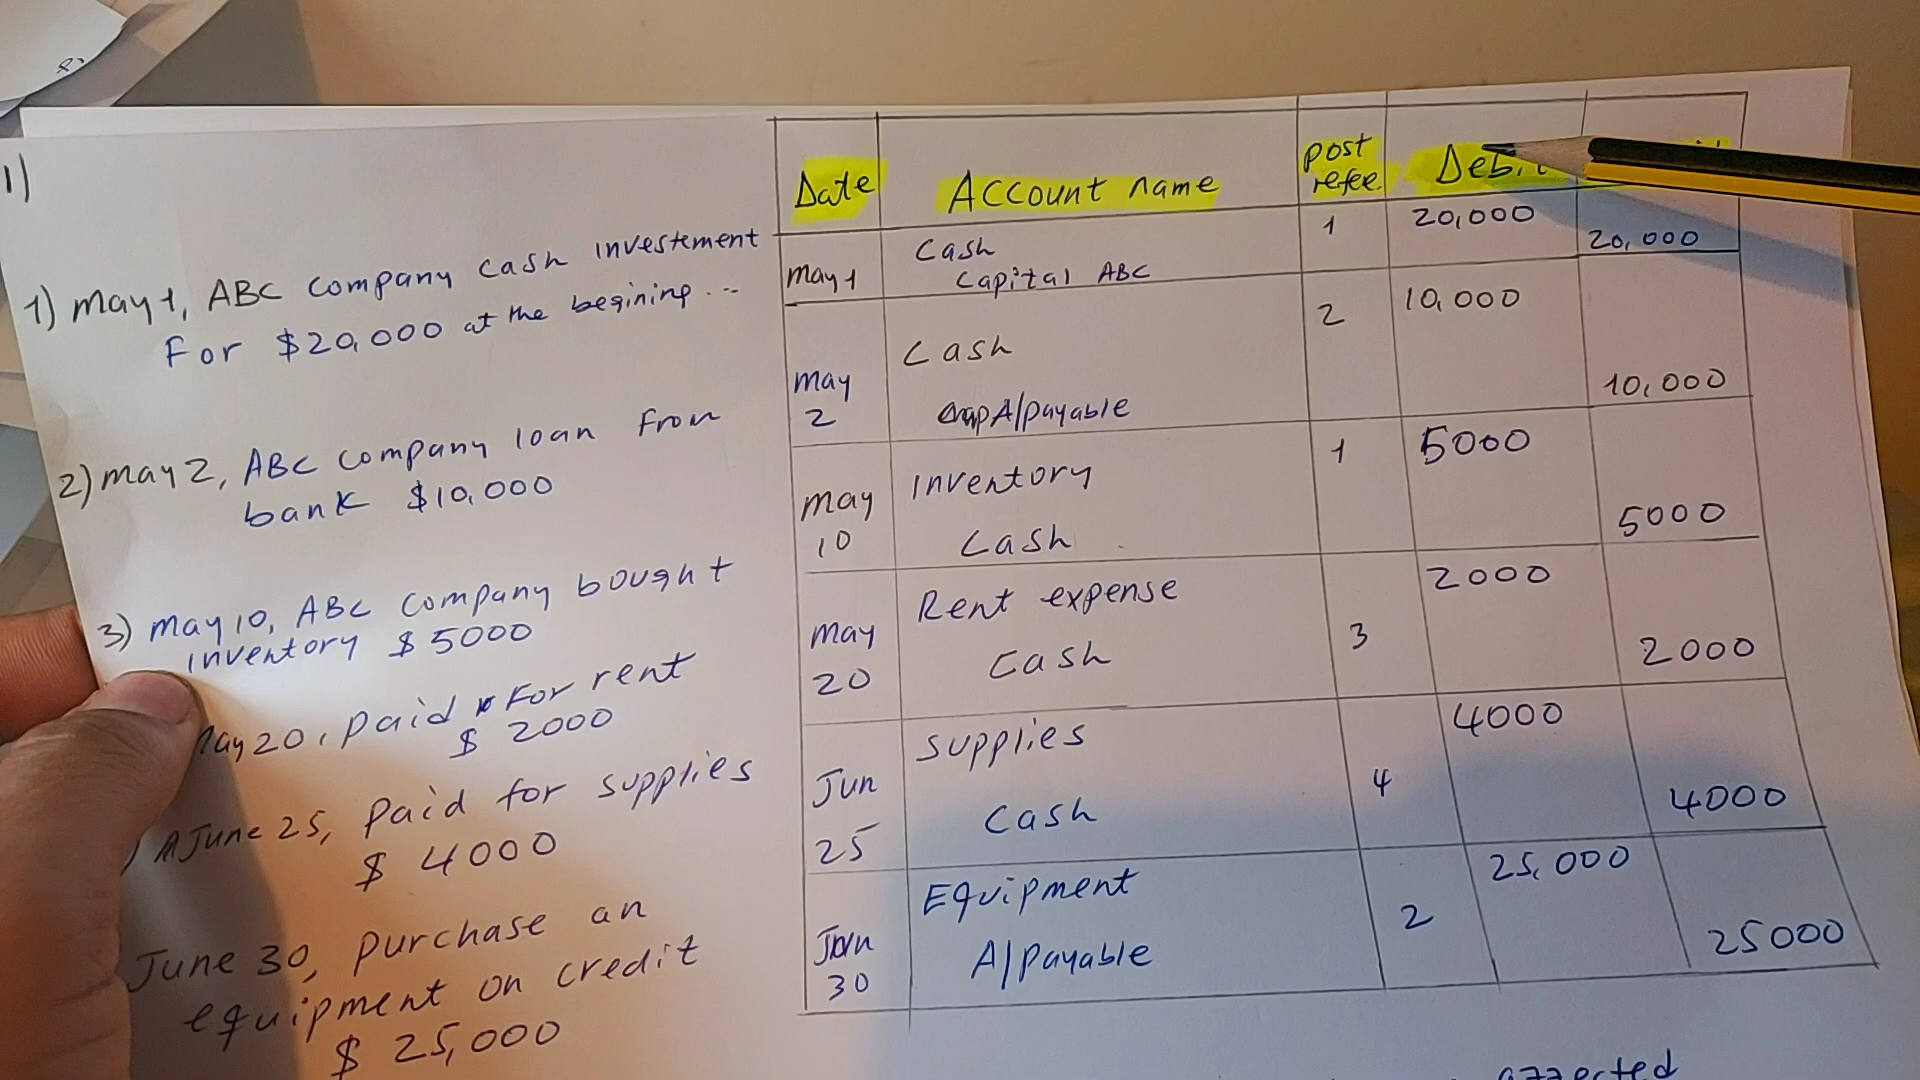 1)
1) May 1, ABC Company cash investement
For $20,000 at the begining...
2) May 2, ABC Company loan From
bank $10,000
3) May 10, ABC Company bought
inventory $5000
May 20, paid For rent
$ 2000
June 25, Paid for supplies
$ 4000
June 30, purchase an
equipment on credit
$ 25,000
Date Account name post refee. Debit
May 1 Cash 1 20,000
Capital ABC 20,000
May 2 Cash 2 10,000
A/payable 10,000
May 10 Inventory 1 5000
Cash 5000
May 20 Rent expense 3 2000
Cash 2000
Jun 25 Supplies 4 4000
Cash 4000
Jun 30 Equipment 2 25,000
A/payable 25000